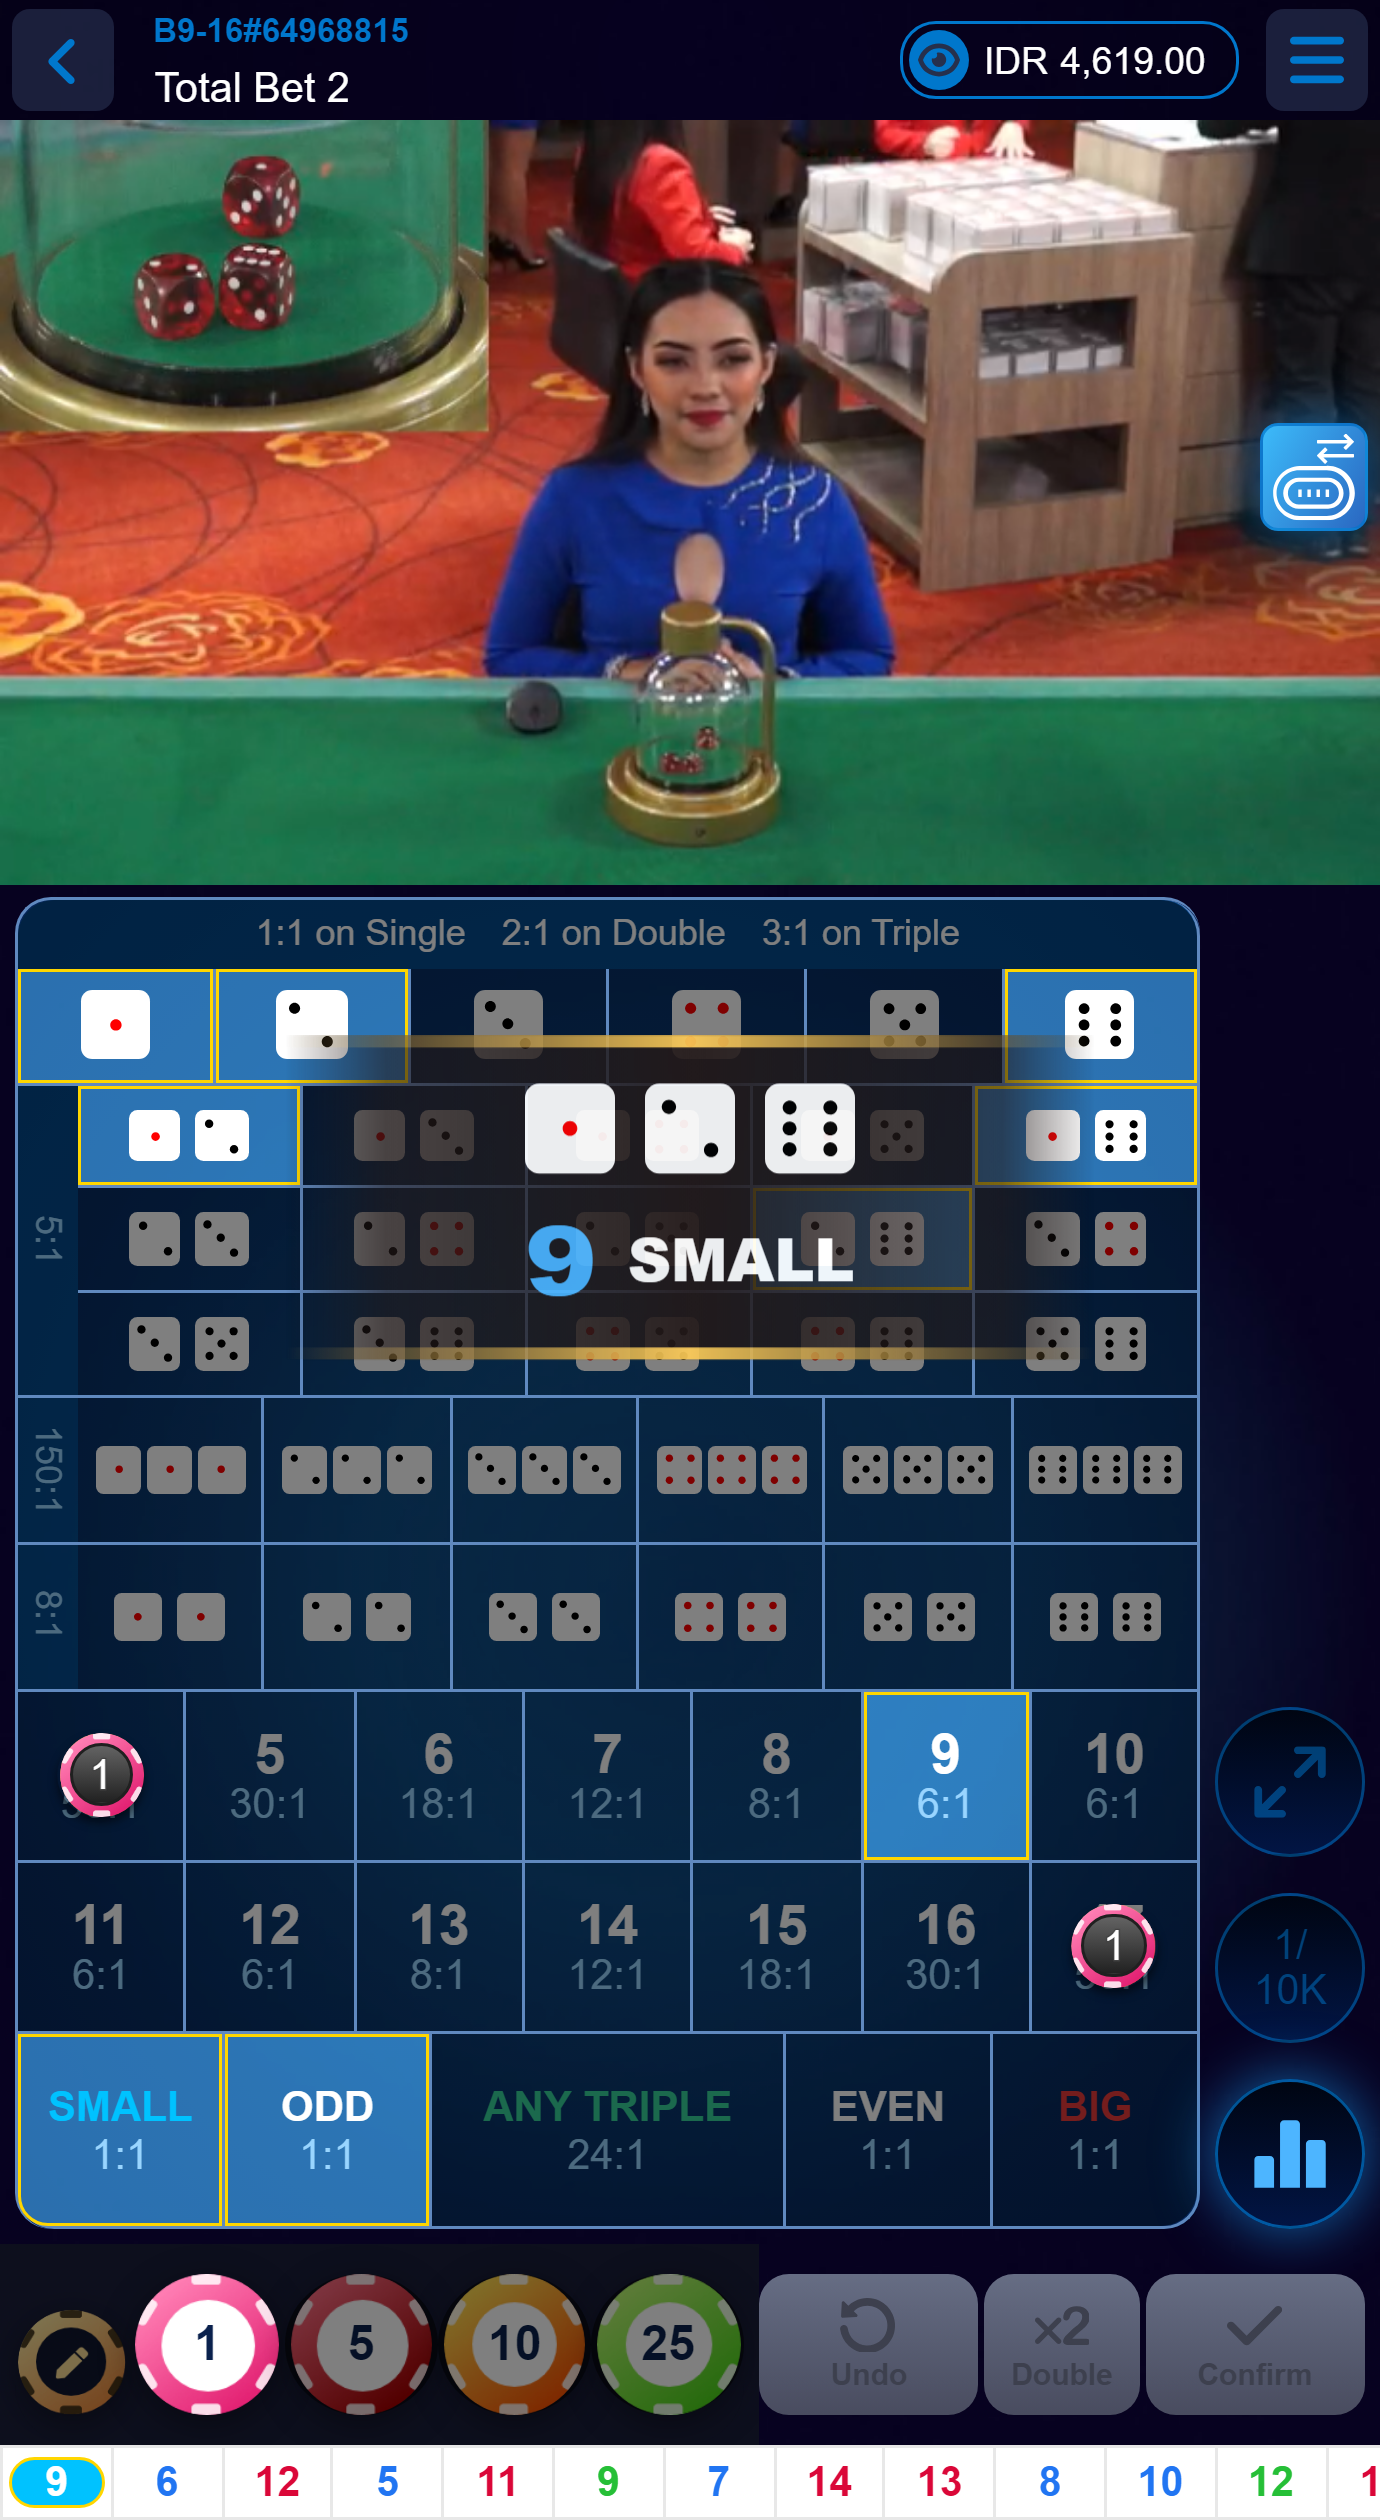 B9-16#64968815
Total Bet 2
IDR 4,619.00
1:1 on Single 2:1 on Double 3:1 on Triple
9 SMALL
5:1
150:1
8:1
1 5 6 7 8 9 10
30:1 18:1 12:1 8:1 6:1 6:1
11 12 13 14 15 16 1
6:1 6:1 8:1 12:1 18:1 30:1
1/
10K
SMALL ODD ANY TRIPLE EVEN BIG
1:1 1:1 24:1 1:1 1:1
1 5 10 25
x2
Undo Double Confirm
9 6 12 5 11 9 7 14 13 8 10 12 1